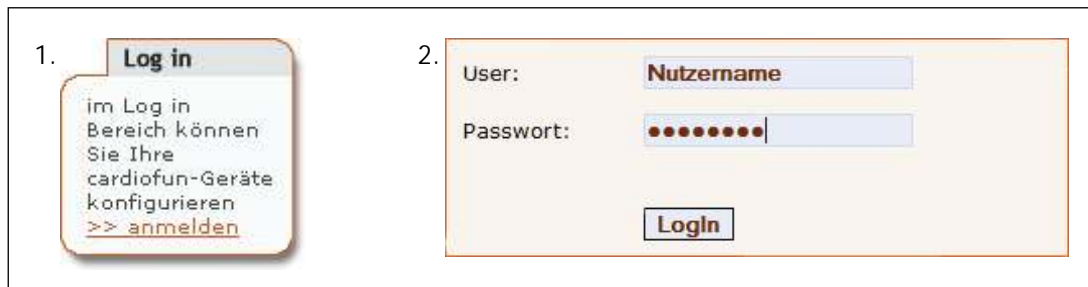 1.
Log in
im Log in
Bereich können
Sie Ihre
cardiofun-Geräte
konfigurieren
>> anmelden
2.
User: Nutzername
Passwort: ●●●●●●●●
LogIn